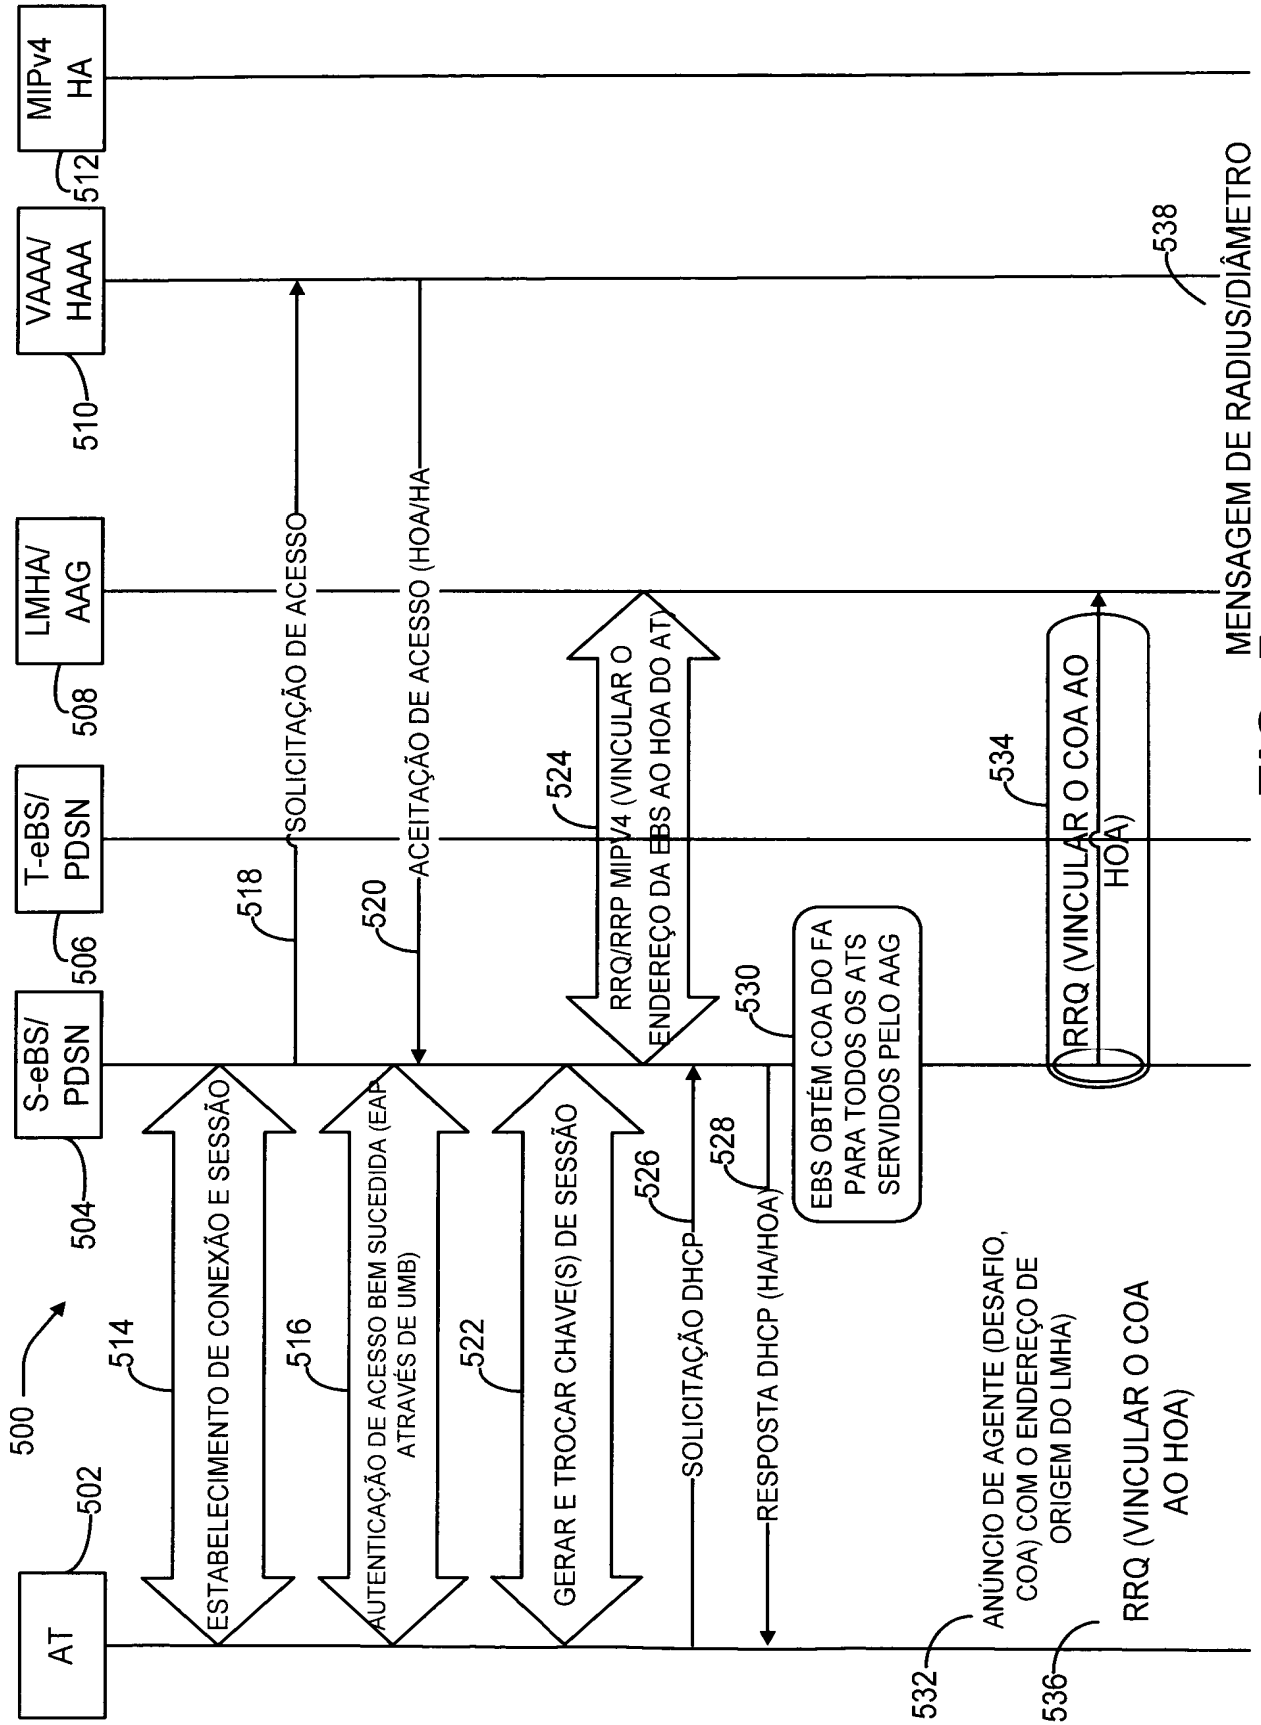 500
502
AT
504
S-eBS/
PDSN
506
T-eBS/
PDSN
508
LMHA/
AAG
510
VAAA/
HAAA
512
MIPv4
HA
514
ESTABELECIMENTO DE CONEXÃO E SESSÃO
516
AUTENTICAÇÃO DE ACESSO BEM SUCEDIDA (EAP
ATRAVÉS DE UMB)
518
SOLICITAÇÃO DE ACESSO
520
ACEITAÇÃO DE ACESSO (HOA/HA)
522
GERAR E TROCAR CHAVE(S) DE SESSÃO
524
RRQ/RRP MIPV4 (VINCULAR O
ENDEREÇO DA EBS AO HOA DO AT)
526
SOLICITAÇÃO DHCP
528
RESPOSTA DHCP (HA/HOA)
530
EBS OBTÉM COA DO FA
PARA TODOS OS ATS
SERVIDOS PELO AAG
532
ANÚNCIO DE AGENTE (DESAFIO,
COA) COM O ENDEREÇO DE
ORIGEM DO LMHA)
534
RRQ (VINCULAR O COA AO
HOA)
536
RRQ (VINCULAR O COA
AO HOA)
538
MENSAGEM DE RADIUS/DIÂMETRO